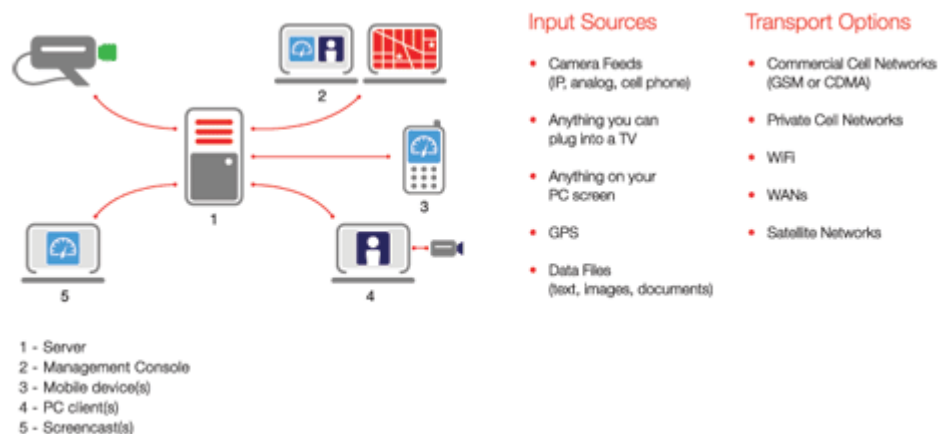 2
1
3
5
4
1 - Server
2 - Management Console
3 - Mobile device(s)
4 - PC client(s)
5 - Screencast(s)
Input Sources
• Camera Feeds
(IP, analog, cell phone)
• Anything you can
plug into a TV
• Anything on your
PC screen
• GPS
• Data Files
(text, images, documents)
Transport Options
• Commercial Cell Networks
(GSM or CDMA)
• Private Cell Networks
• WiFi
• WANs
• Satellite Networks